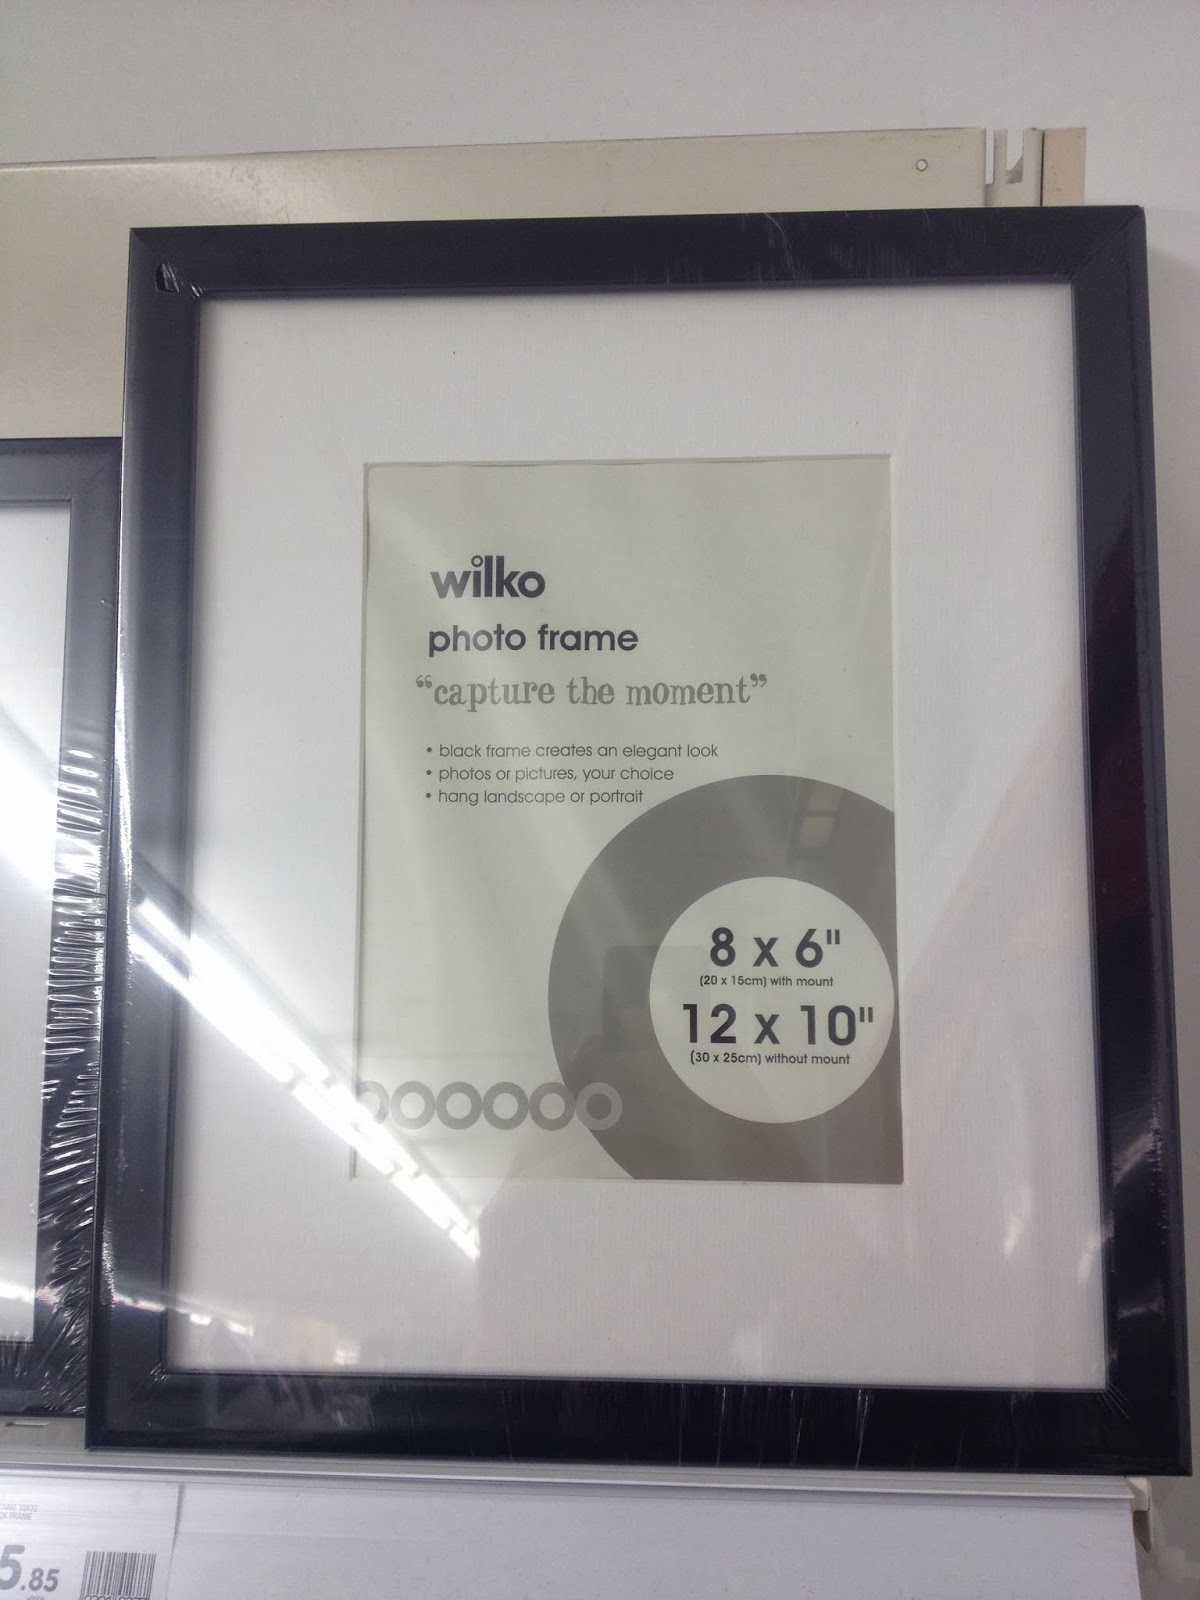 wilko
photo frame
“capture the moment”
• black frame creates an elegant look
• photos or pictures, your choice
• hang landscape or portrait
8 x 6"
(20 x 15cm) with mount
12 x 10"
(30 x 25cm) without mount
FRAME
5.85